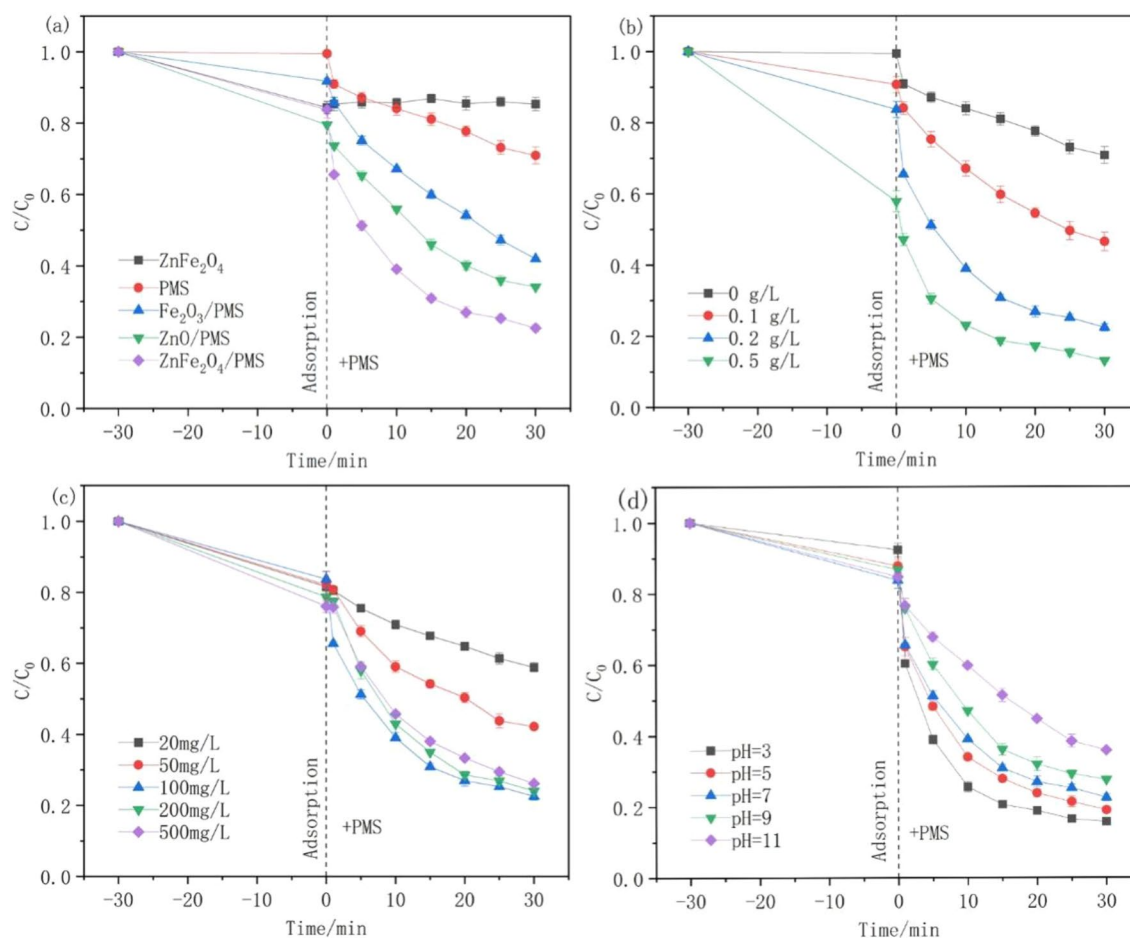 (a)
1.0
0.8
0.6
0.4
0.2
0.0
C/C₀
ZnFe₂O₄
PMS
Fe₂O₃/PMS
ZnO/PMS
ZnFe₂O₄/PMS
Adsorption
+PMS
-30 -20 -10 0 10 20 30
Time/min
(b)
1.0
0.8
0.6
0.4
0.2
0.0
C/C₀
0 g/L
0.1 g/L
0.2 g/L
0.5 g/L
Adsorption
+PMS
-30 -20 -10 0 10 20 30
Time/min
(c)
1.0
0.8
0.6
0.4
0.2
0.0
C/C₀
20mg/L
50mg/L
100mg/L
200mg/L
500mg/L
Adsorption
+PMS
-30 -20 -10 0 10 20 30
Time/min
(d)
1.0
0.8
0.6
0.4
0.2
0.0
C/C₀
pH=3
pH=5
pH=7
pH=9
pH=11
Adsorption
+PMS
-30 -20 -10 0 10 20 30
Time/min